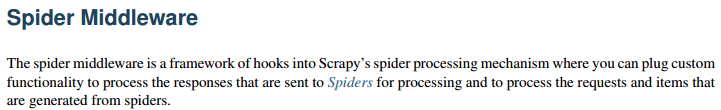 Spider Middleware
The spider middleware is a framework of hooks into Scrapy's spider processing mechanism where you can plug custom
functionality to process the responses that are sent to Spiders for processing and to process the requests and items that
are generated from spiders.